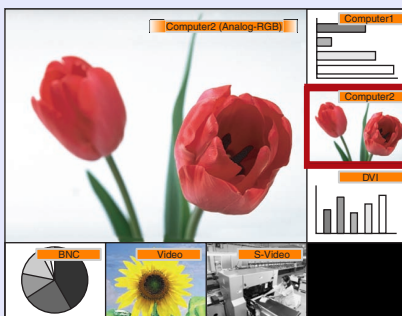 Computer2 (Analog-RGB)
Computer1
Computer2
DVI
BNC
Video
S-Video